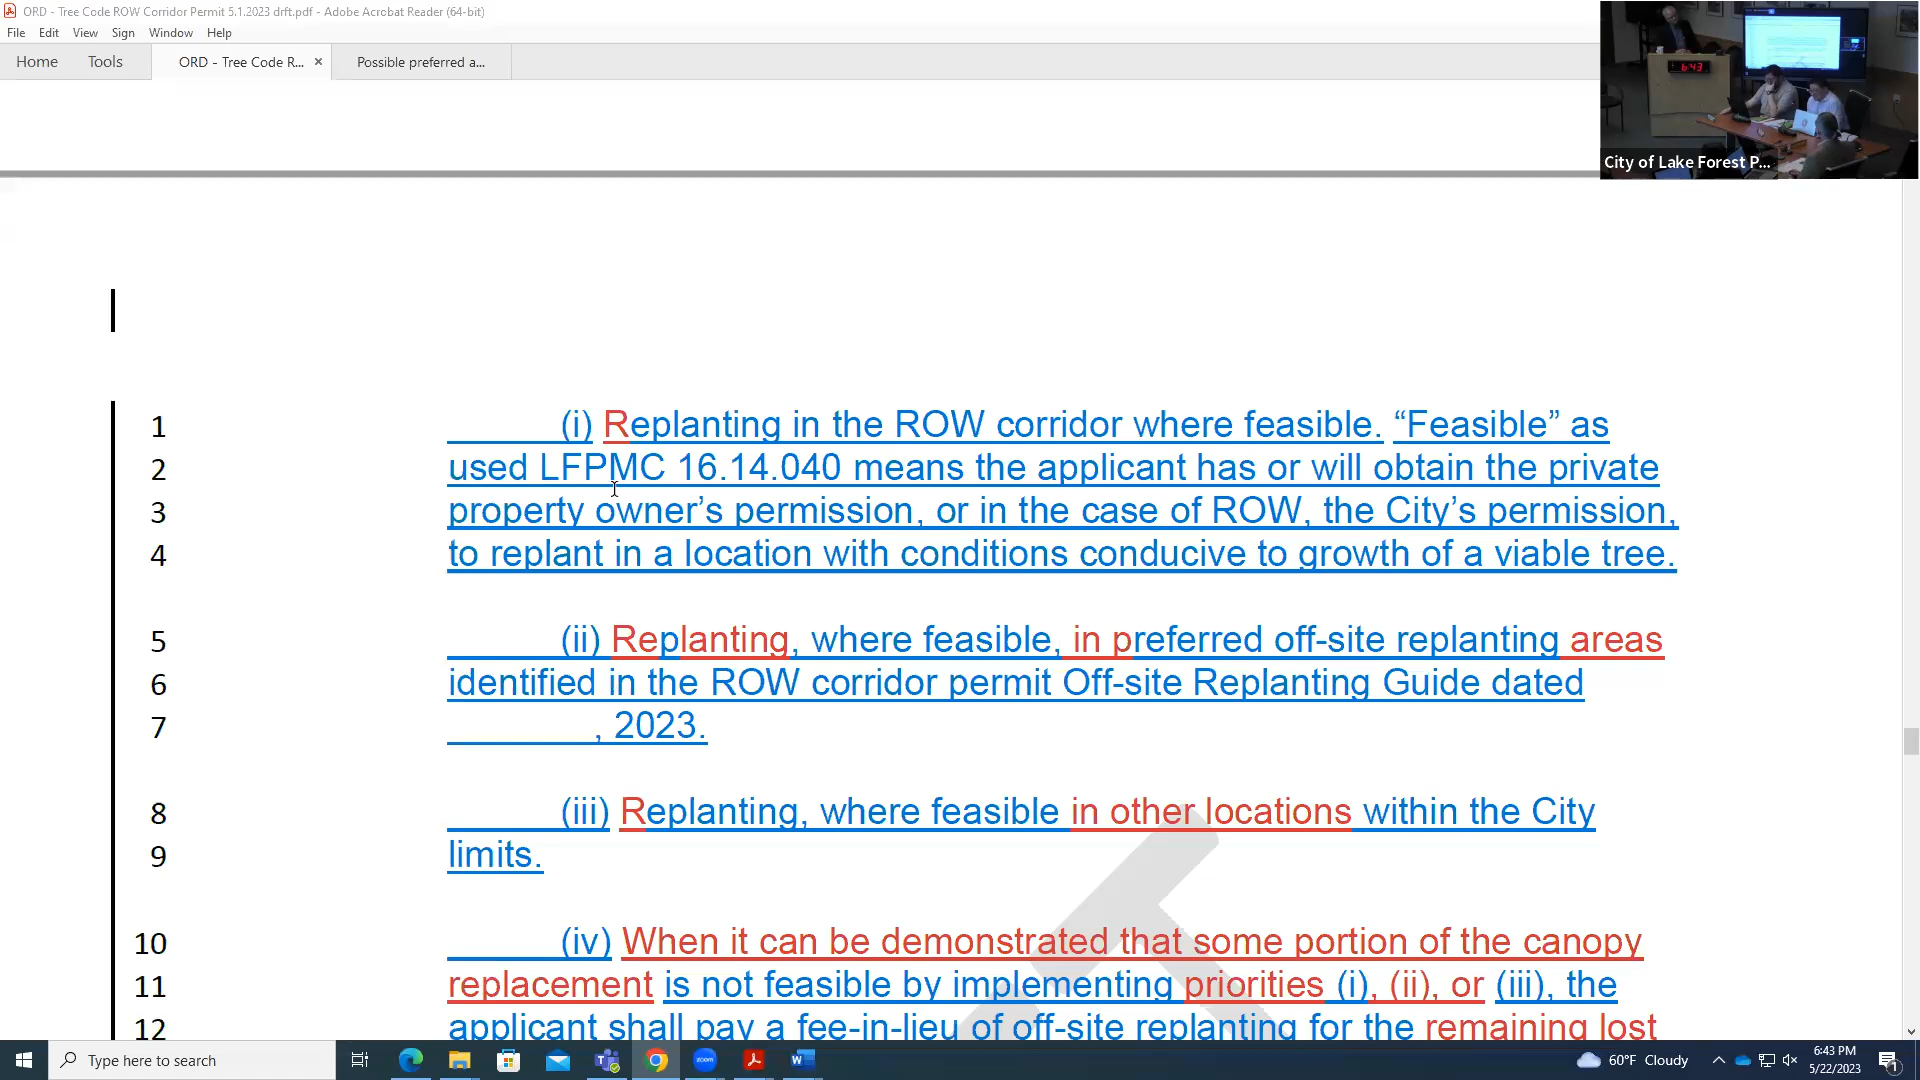 ORD - Tree Code ROW Corridor Permit 5.1.2023 drft.pdf - Adobe Acrobat Reader (64-bit)
File Edit View Sign Window Help
Home Tools ORD - Tree Code R... × Possible preferred a...
6:43
City of Lake Forest P...
1 (i) Replanting in the ROW corridor where feasible. “Feasible” as
2 used LFPMC 16.14.040 means the applicant has or will obtain the private
3 property owner’s permission, or in the case of ROW, the City’s permission,
4 to replant in a location with conditions conducive to growth of a viable tree.
5 (ii) Replanting, where feasible, in preferred off-site replanting areas
6 identified in the ROW corridor permit Off-site Replanting Guide dated
7 ________, 2023.
8 (iii) Replanting, where feasible in other locations within the City
9 limits.
10 (iv) When it can be demonstrated that some portion of the canopy
11 replacement is not feasible by implementing priorities (i), (ii), or (iii), the
12 applicant shall pay a fee-in-lieu of off-site replanting for the remaining lost
Type here to search
60°F Cloudy
6:43 PM
5/22/2023
1